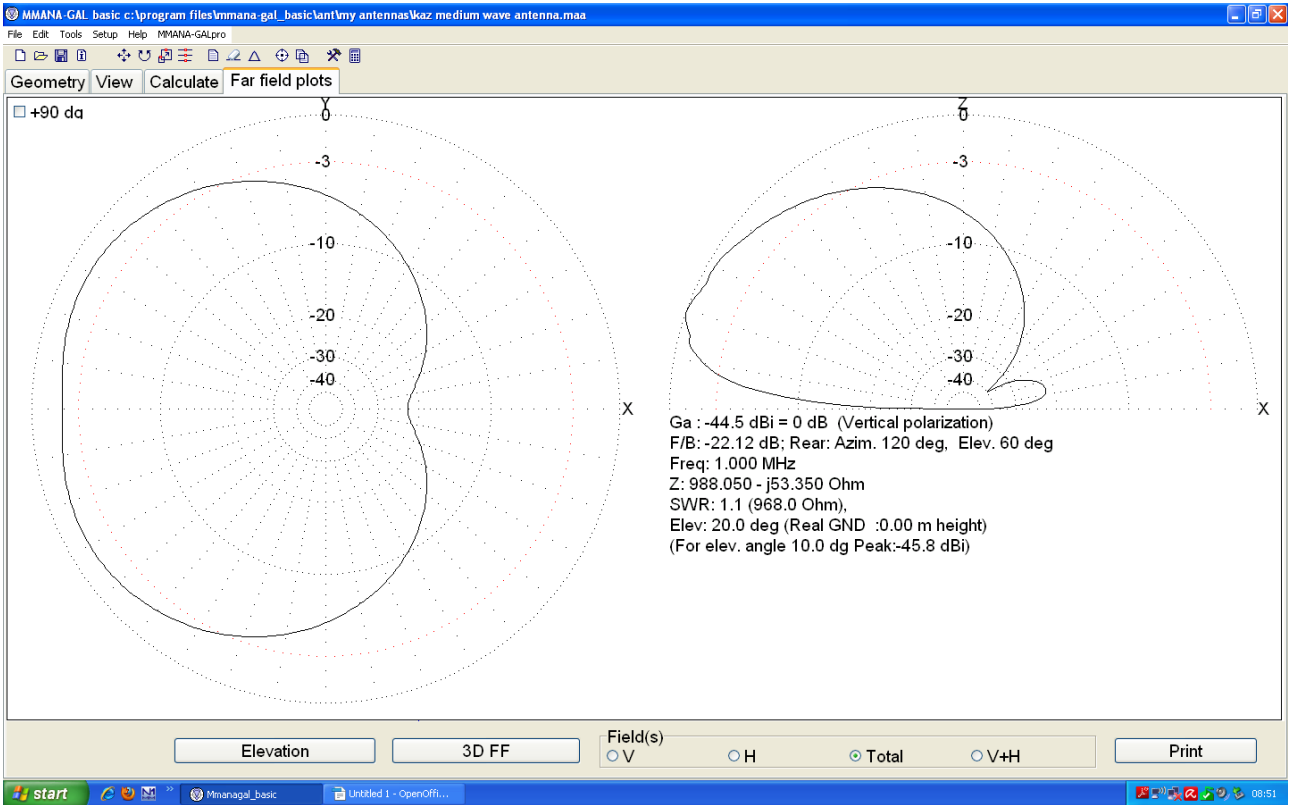 MMANA-GAL basic c:\program files\mmana-gal_basic\ant\my antennas\kaz medium wave antenna.maa
File Edit Tools Setup Help MMANA-GALpro
Geometry View Calculate Far field plots
+90 dg
Y
0
-3
-10
-20
-30
-40
X
Z
0
-3
-10
-20
-30
-40
X
Ga : -44.5 dBi = 0 dB (Vertical polarization)
F/B: -22.12 dB; Rear: Azim. 120 deg, Elev. 60 deg
Freq: 1.000 MHz
Z: 988.050 - j53.350 Ohm
SWR: 1.1 (968.0 Ohm),
Elev: 20.0 deg (Real GND :0.00 m height)
(For elev. angle 10.0 dg Peak:-45.8 dBi)
Elevation
3D FF
Field(s)
V H Total V+H
Print
start » Mmanagal_basic Untitled 1 - OpenOffi... 08:51